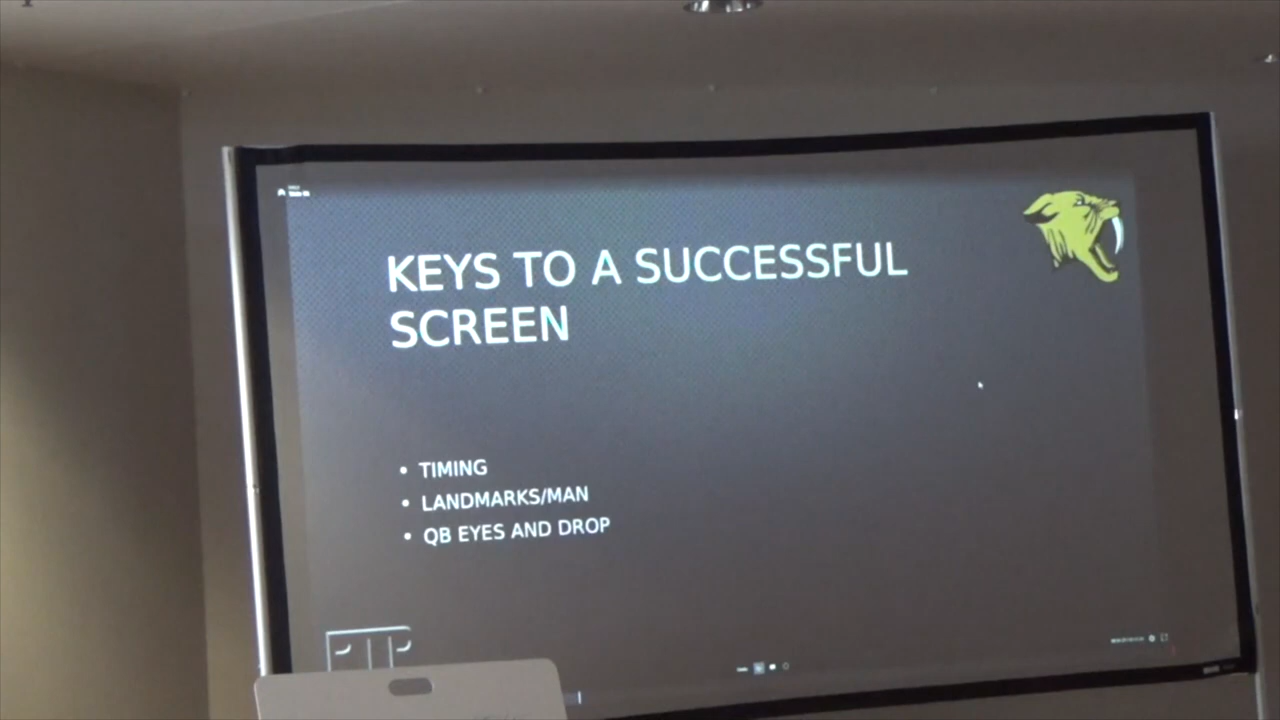 KEYS TO A SUCCESSFUL
SCREEN
• TIMING
• LANDMARKS/MAN
• QB EYES AND DROP